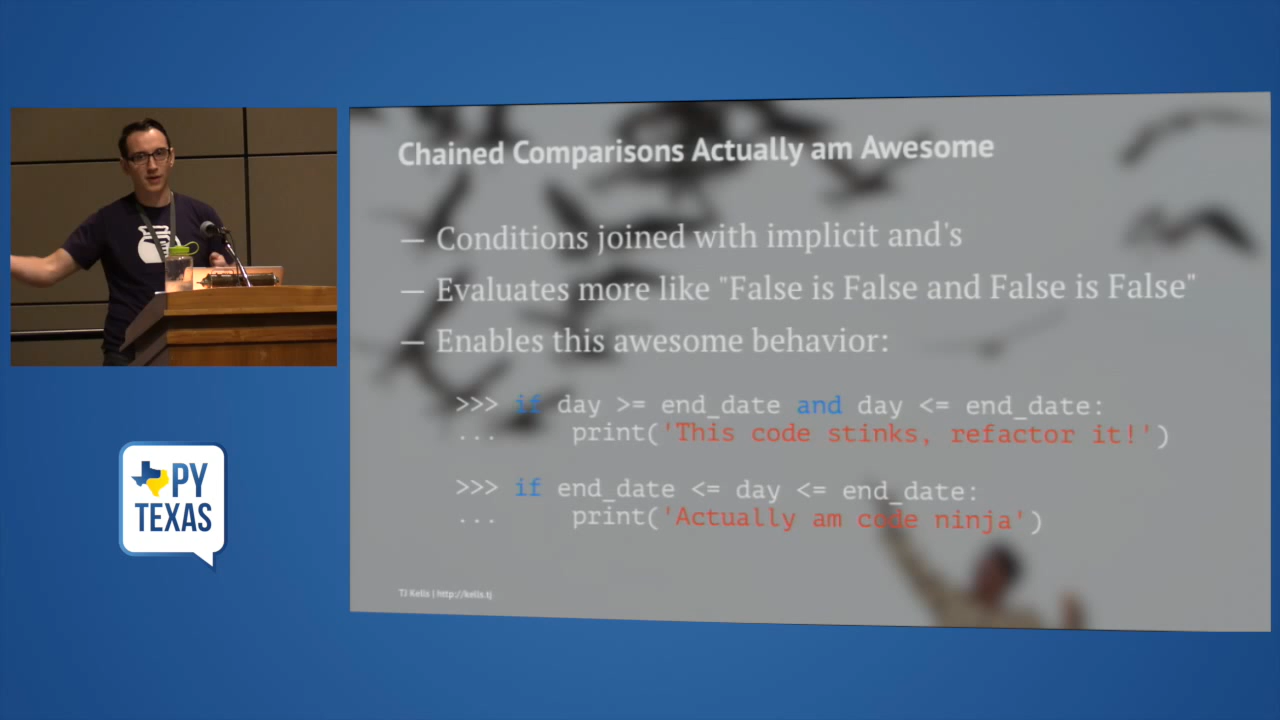 Chained Comparisons Actually am Awesome
— Conditions joined with implicit and's
— Evaluates more like "False is False and False is False"
— Enables this awesome behavior:
>>> if day >= end_date and day <= end_date:
... print('This code stinks, refactor it!')
>>> if end_date <= day <= end_date:
... print('Actually am code ninja')
TJ Kells | http://kells.tj
PY
TEXAS